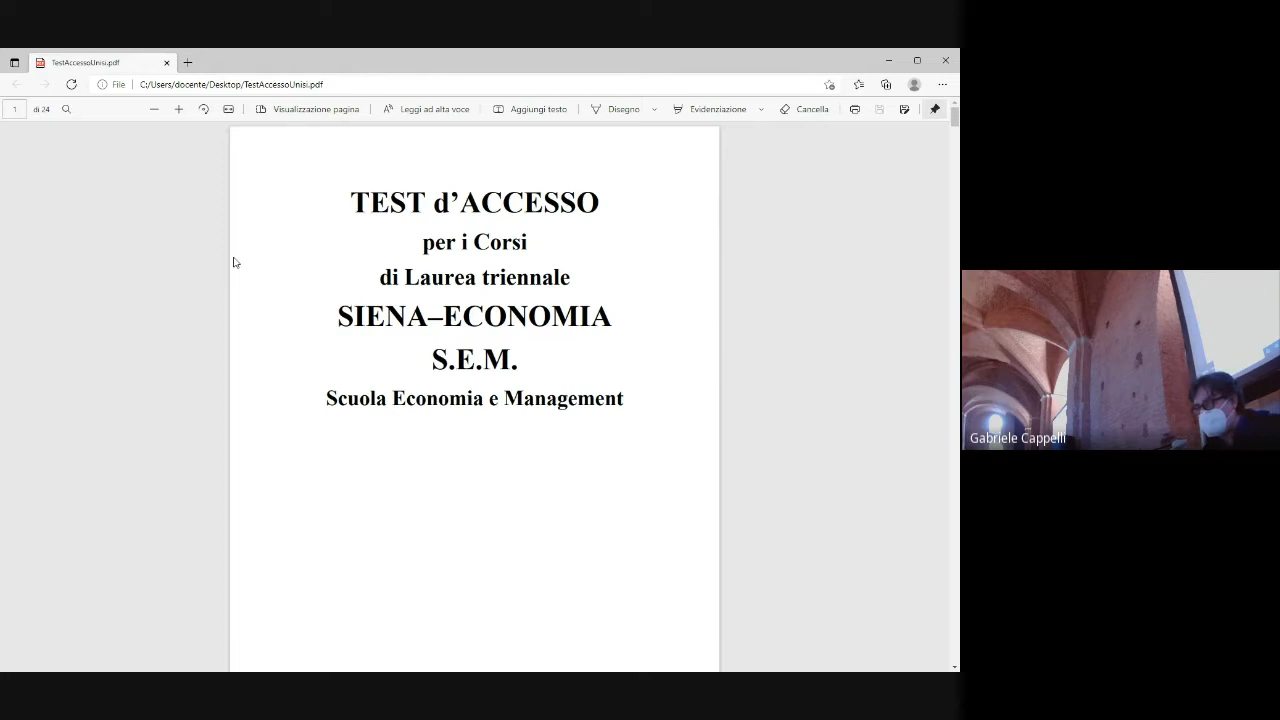 TestAccessoUnisi.pdf
File C:/Users/docente/Desktop/TestAccessoUnisi.pdf
1 di 24 Visualizzazione pagina Leggi ad alta voce Aggiungi testo Disegno Evidenziazione Cancella
TEST d’ACCESSO
per i Corsi
di Laurea triennale
SIENA–ECONOMIA
S.E.M.
Scuola Economia e Management
Gabriele Cappelli